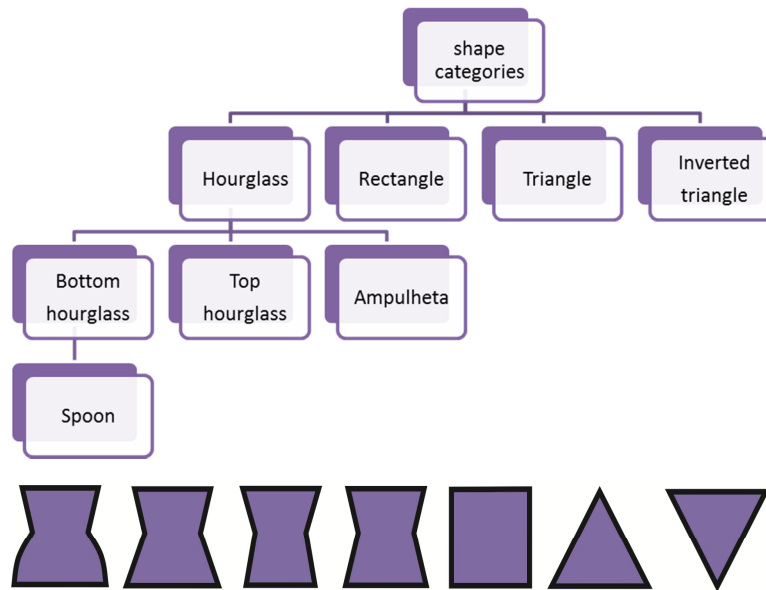 shape
categories
Hourglass
Rectangle
Triangle
Inverted
triangle
Bottom
hourglass
Top
hourglass
Ampulheta
Spoon